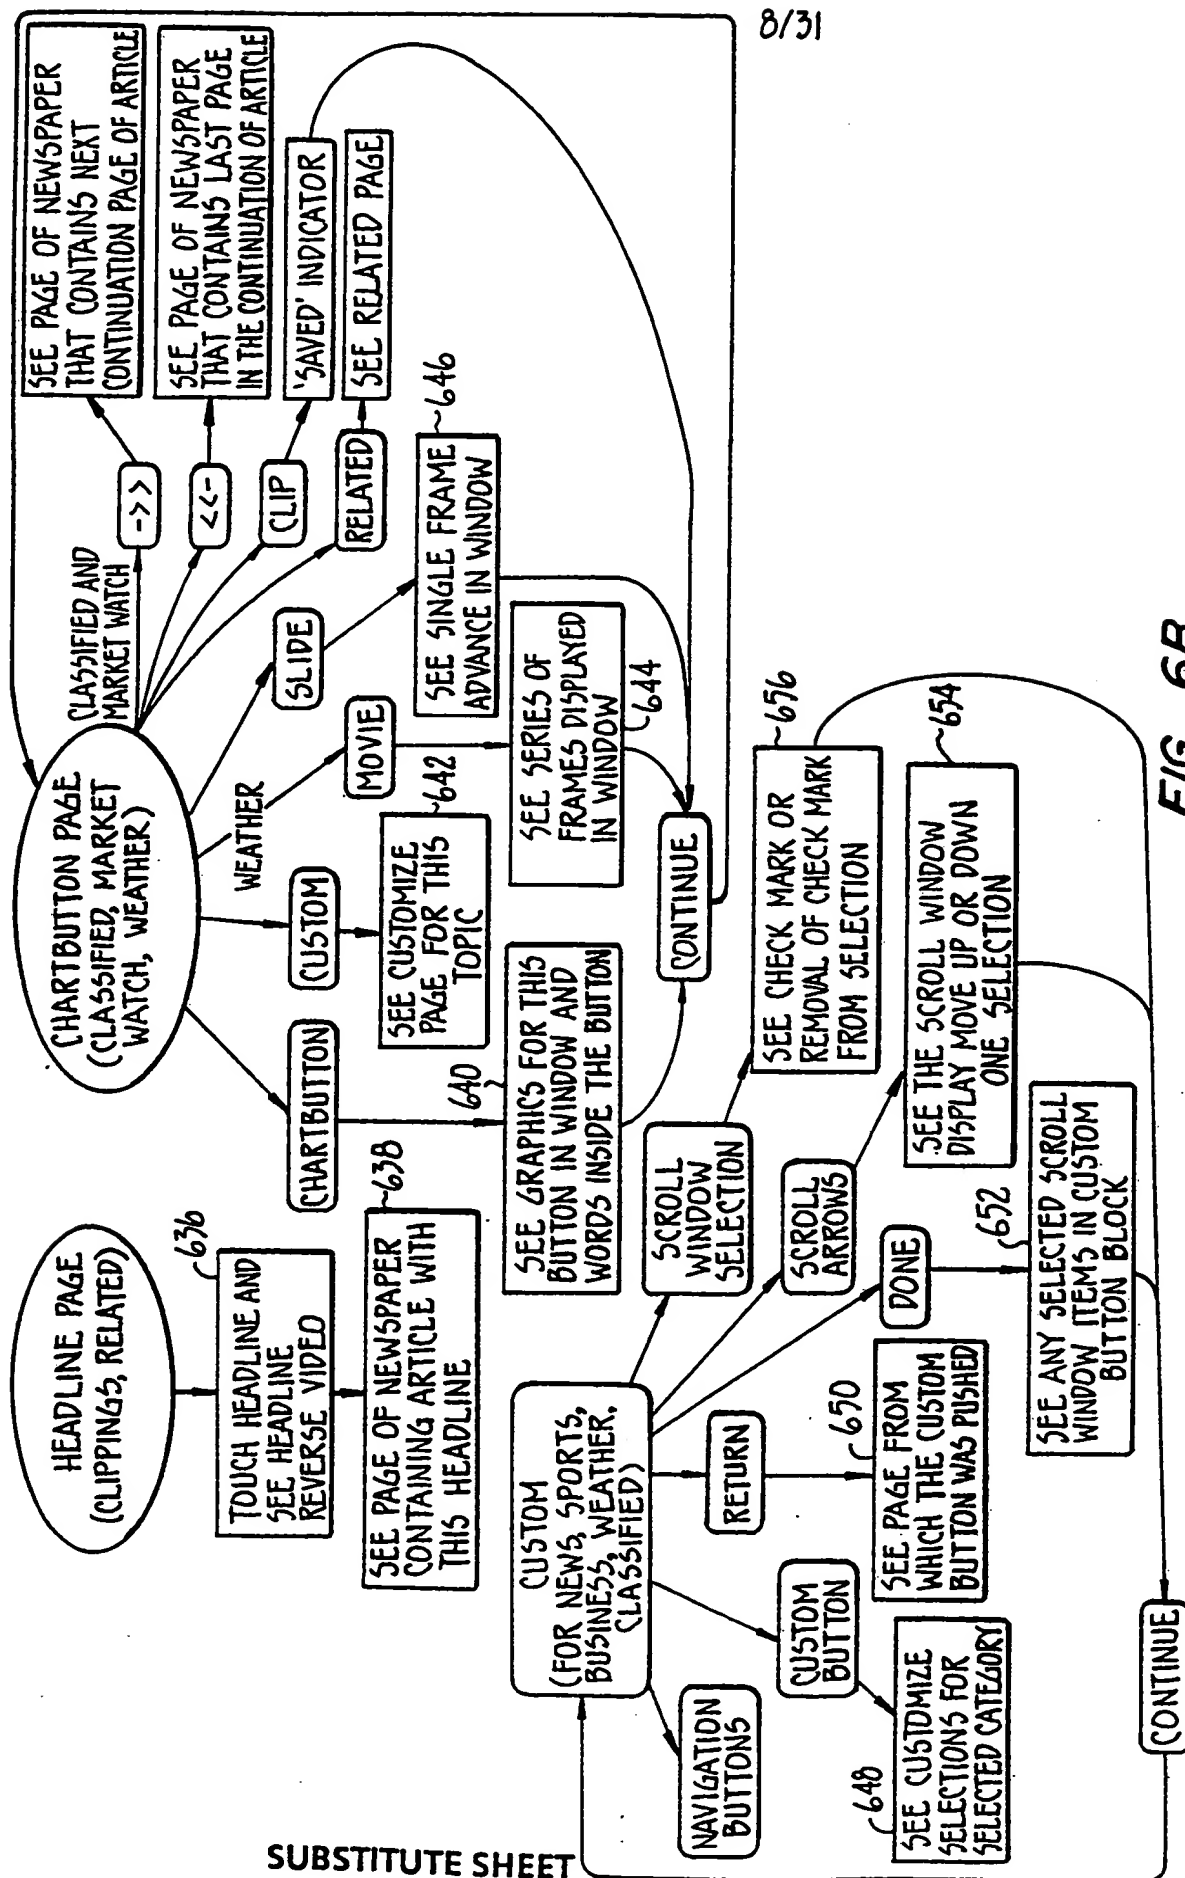 8/31
HEADLINE PAGE
(CLIPPINGS, RELATED)
636
TOUCH HEADLINE AND
SEE HEADLINE
REVERSE VIDEO
638
SEE PAGE OF NEWSPAPER
CONTAINING ARTICLE WITH
THIS HEADLINE
CHARTBUTTON PAGE
(CLASSIFIED, MARKET
WATCH, WEATHER)
CHARTBUTTON
640
SEE GRAPHICS FOR THIS
BUTTON IN WINDOW AND
WORDS INSIDE THE BUTTON
CUSTOM
642
SEE CUSTOMIZE
PAGE FOR THIS
TOPIC
WEATHER
MOVIE
SEE SERIES OF
FRAMES DISPLAYED
IN WINDOW
644
SLIDE
646
SEE SINGLE FRAME
ADVANCE IN WINDOW
CLASSIFIED AND
MARKET WATCH
->>
SEE PAGE OF NEWSPAPER
THAT CONTAINS NEXT
CONTINUATION PAGE OF ARTICLE
<<-
SEE PAGE OF NEWSPAPER
THAT CONTAINS LAST PAGE
IN THE CONTINUATION OF ARTICLE
CLIP
'SAVED' INDICATOR
RELATED
SEE RELATED PAGE
CONTINUE
CUSTOM
(FOR NEWS, SPORTS,
BUSINESS, WEATHER,
CLASSIFIED)
NAVIGATION
BUTTONS
CUSTOM
BUTTON
648
SEE CUSTOMIZE
SELECTIONS FOR
SELECTED CATEGORY
RETURN
650
SEE PAGE FROM
WHICH THE CUSTOM
BUTTON WAS PUSHED
DONE
652
SEE ANY SELECTED SCROLL
WINDOW ITEMS IN CUSTOM
BUTTON BLOCK
SCROLL
ARROWS
654
SEE THE SCROLL WINDOW
DISPLAY MOVE UP OR DOWN
ONE SELECTION
SCROLL
WINDOW
SELECTION
656
SEE CHECK MARK OR
REMOVAL OF CHECK MARK
FROM SELECTION
CONTINUE
FIG. 6B
SUBSTITUTE SHEET